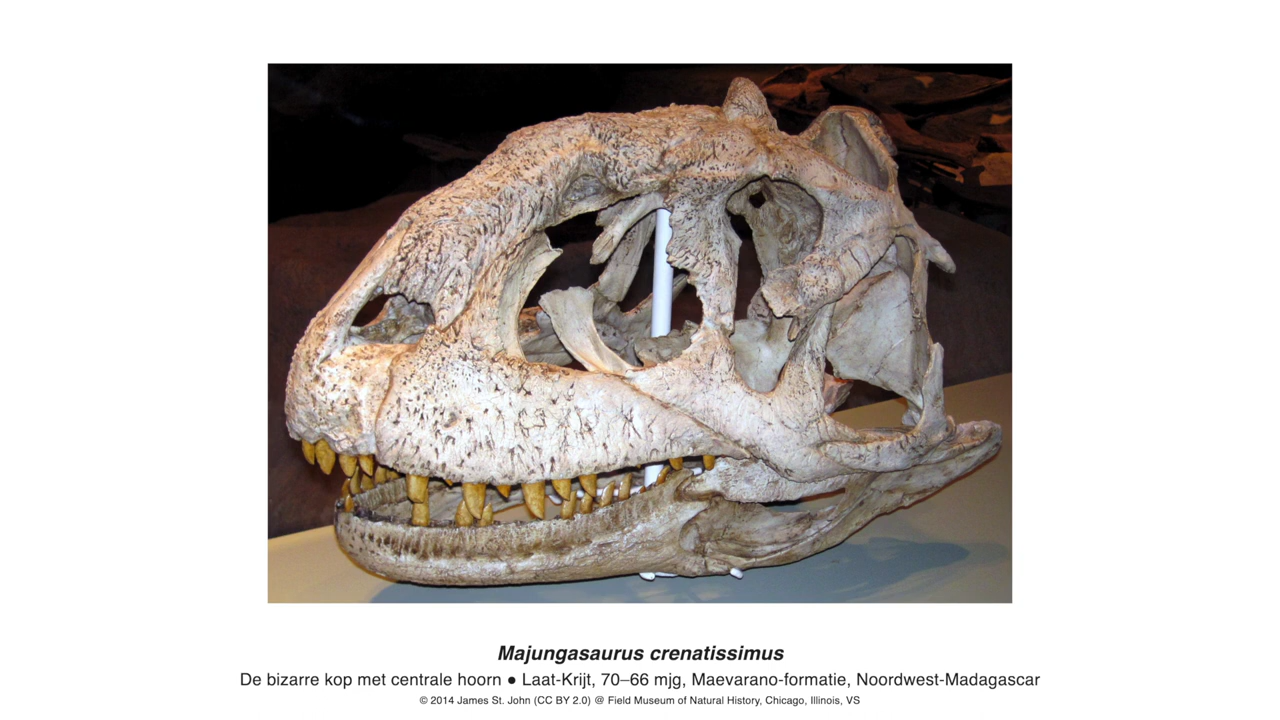 Majungasaurus crenatissimus
De bizarre kop met centrale hoorn ● Laat-Krijt, 70–66 mjg, Maevarano-formatie, Noordwest-Madagascar
© 2014 James St. John (CC BY 2.0) @ Field Museum of Natural History, Chicago, Illinois, VS